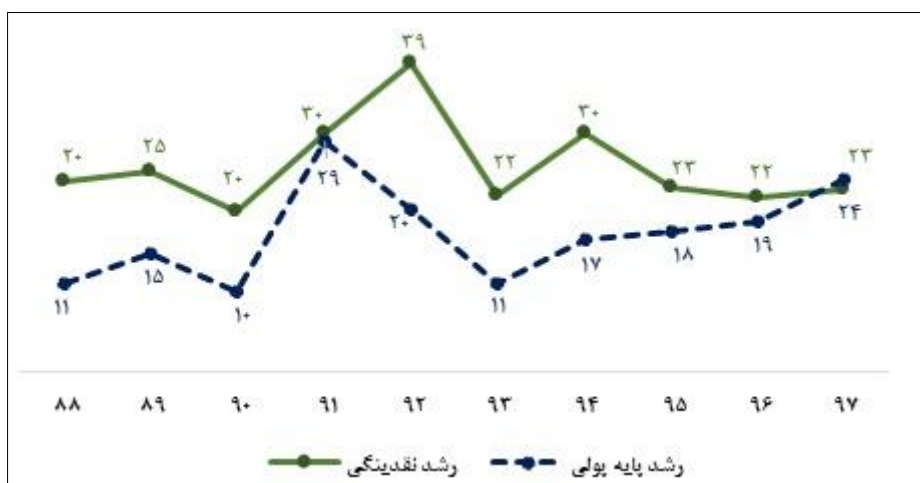 ۲۰ ۲۵ ۲۰ ۳۰ ۳۹ ۲۲ ۳۰ ۲۳ ۲۲ ۲۳
۱۱ ۱۵ ۱۰ ۲۹ ۲۰ ۱۱ ۱۷ ۱۸ ۱۹ ۲۴
۸۸ ۸۹ ۹۰ ۹۱ ۹۲ ۹۳ ۹۴ ۹۵ ۹۶ ۹۷
رشد پایه پولی رشد نقدینگی